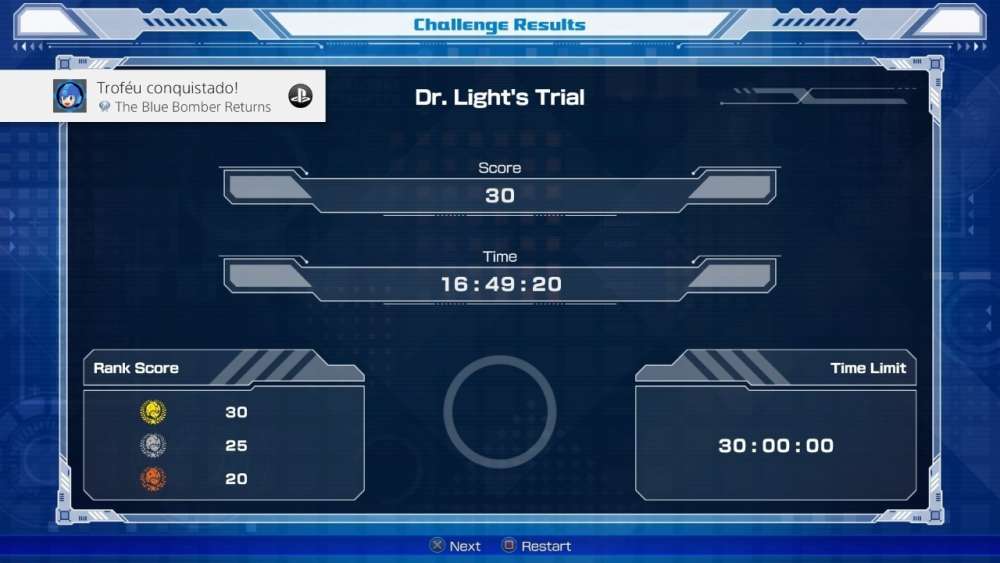 Challenge Results
Troféu conquistado!
The Blue Bomber Returns
Dr. Light's Trial
Score
30
Time
16:49:20
Rank Score
30
25
20
Time Limit
30:00:00
Next
Restart